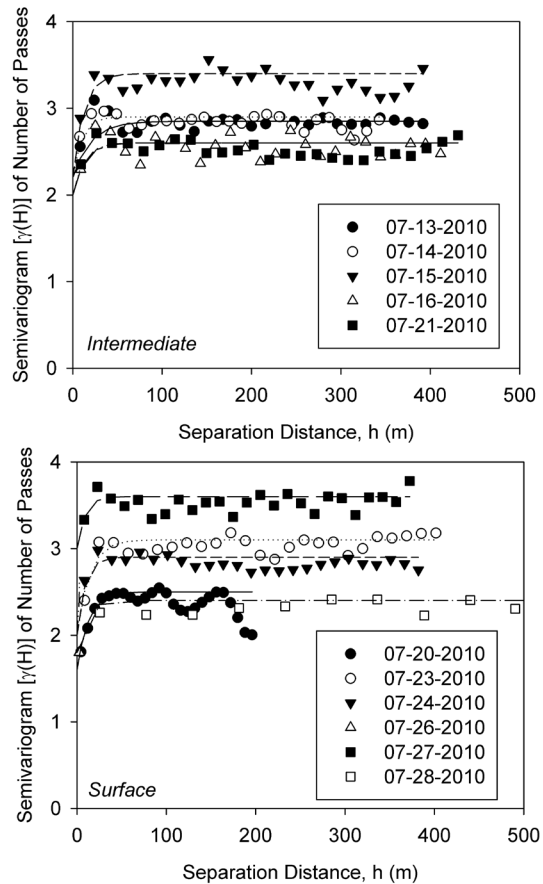 4
3
2
1
0
Semivariogram [γ(H)] of Number of Passes
07-13-2010
07-14-2010
07-15-2010
07-16-2010
07-21-2010
Intermediate
0 100 200 300 400 500
Separation Distance, h (m)
4
3
2
1
0
Semivariogram [γ(H)] of Number of Passes
07-20-2010
07-23-2010
07-24-2010
07-26-2010
07-27-2010
07-28-2010
Surface
0 100 200 300 400 500
Separation Distance, h (m)